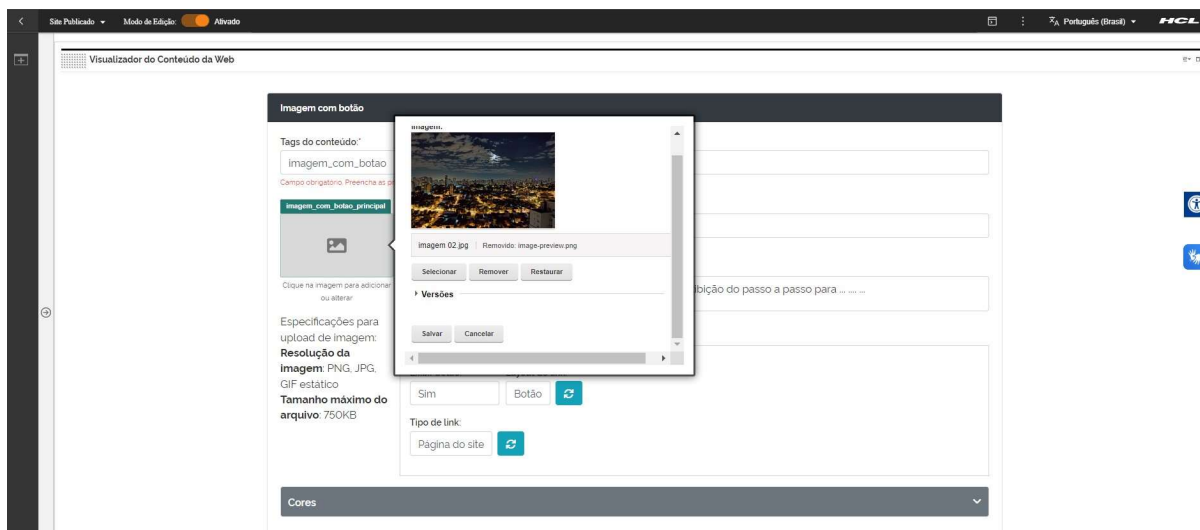 Site Publicado
Modo de Edição:
Ativado
Português (Brasil)
HCL
Visualizador do Conteúdo da Web
Imagem com botão
Tags do conteúdo:*
imagem_com_botao
Campo obrigatório. Preencha as
imagem_com_botao_principal
Clique na imagem para adicionar
ou alterar
Especificações para
upload de imagem:
Resolução da
imagem: PNG, JPG,
GIF estático
Tamanho máximo do
arquivo: 750KB
imagem:
imagem 02.jpg
Removido: image-preview.png
Selecionar
Remover
Restaurar
Versões
Salvar
Cancelar
bição do passo a passo para ... .... ...
Sim
Botão
Tipo de link:
Página do site
Cores